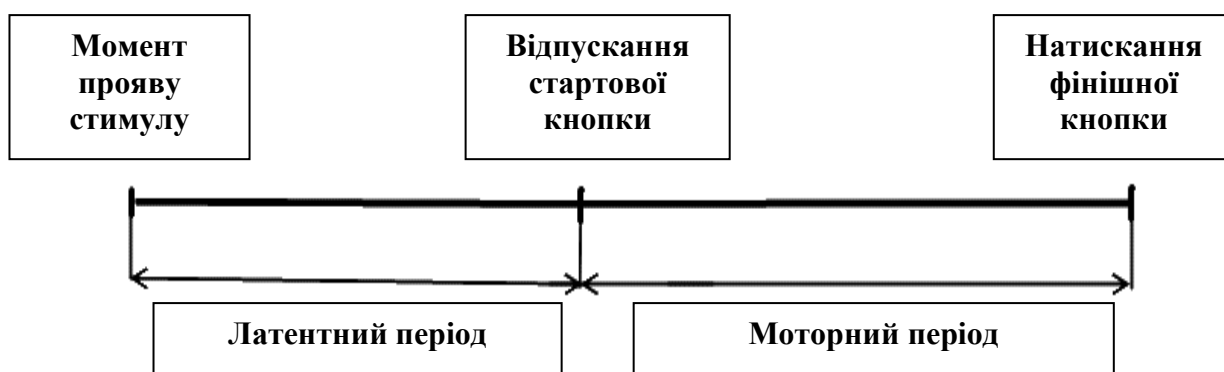 Момент
прояву
стимулу
Відпускання
стартової
кнопки
Натискання
фінішної
кнопки
Латентний період
Моторний період